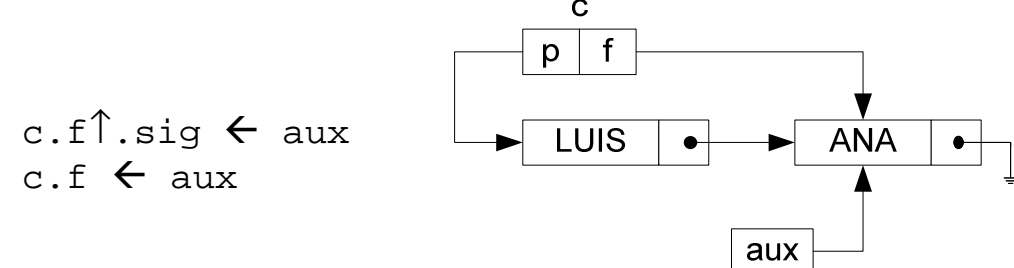 c
p f
c.f↑.sig ← aux
c.f ← aux
LUIS
ANA
aux